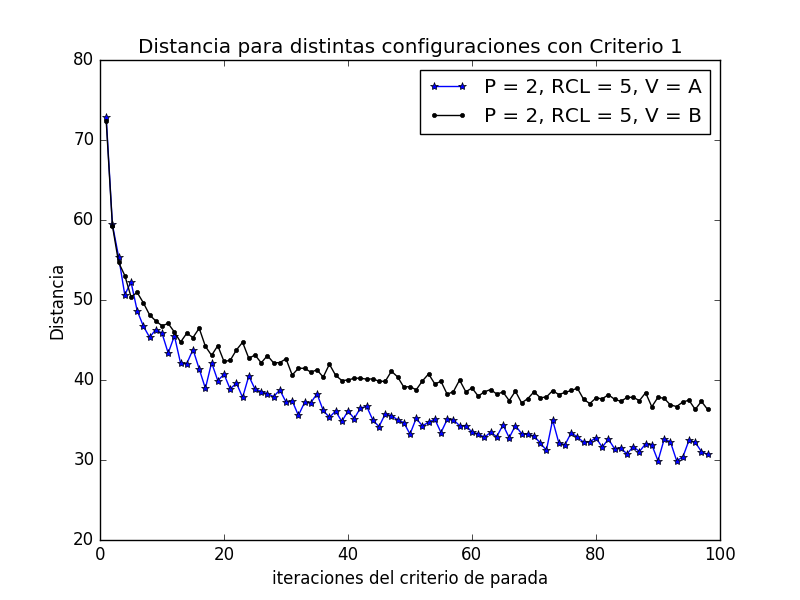 Distancia para distintas configuraciones con Criterio 1
P = 2, RCL = 5, V = A
P = 2, RCL = 5, V = B
80
70
60
50
40
30
20
Distancia
0 20 40 60 80 100
iteraciones del criterio de parada